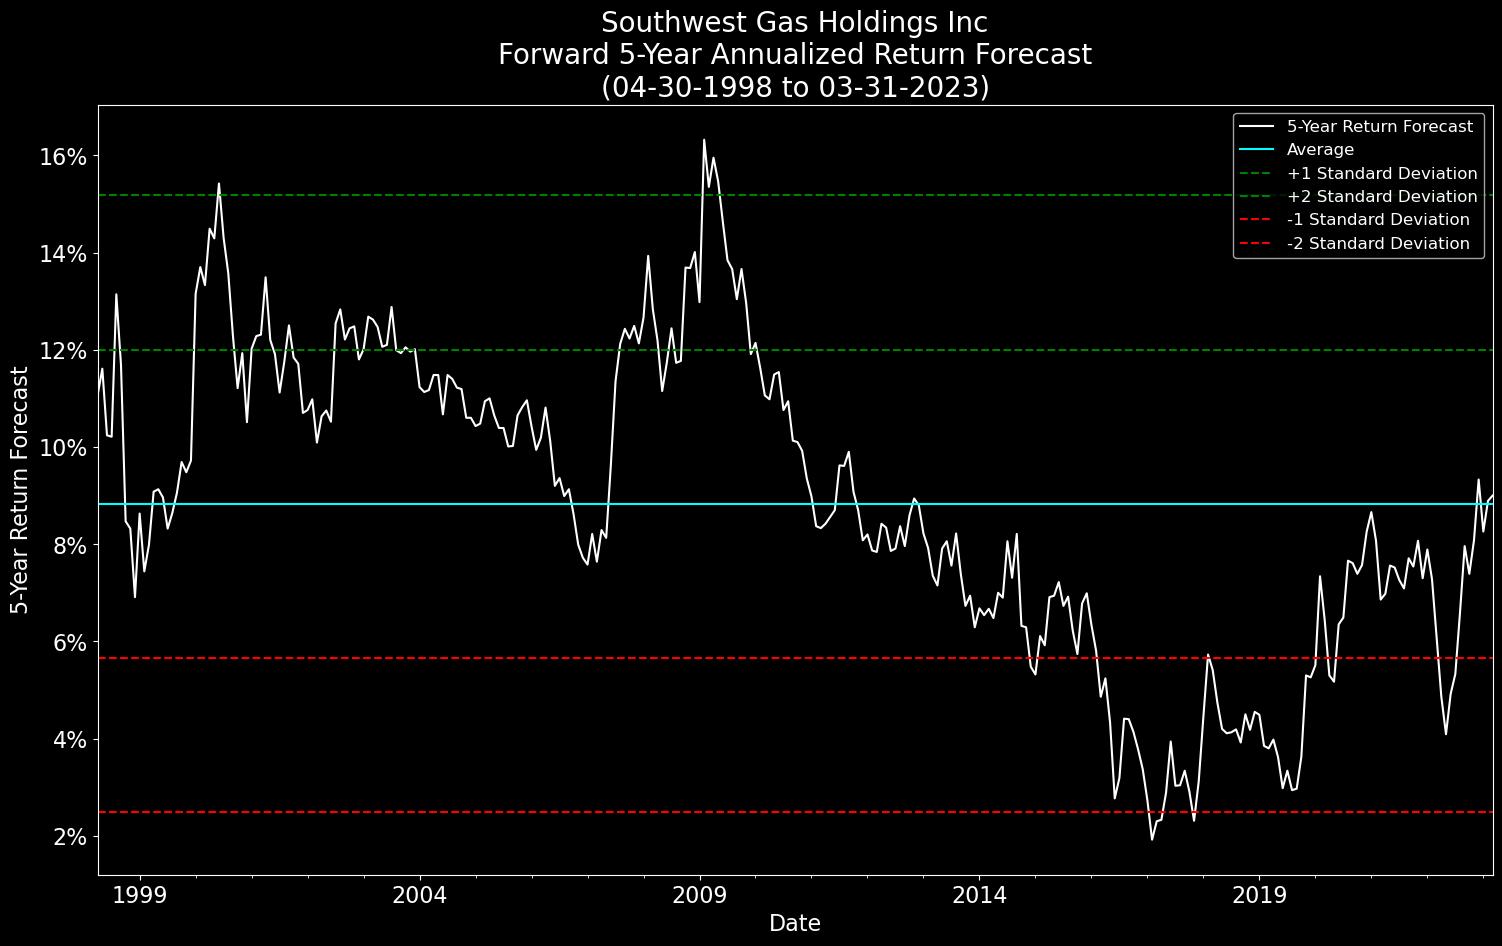 Southwest Gas Holdings Inc
Forward 5-Year Annualized Return Forecast
(04-30-1998 to 03-31-2023)
5-Year Return Forecast
Average
+1 Standard Deviation
+2 Standard Deviation
-1 Standard Deviation
-2 Standard Deviation
5-Year Return Forecast
16%
14%
12%
10%
8%
6%
4%
2%
1999
2004
2009
2014
2019
Date